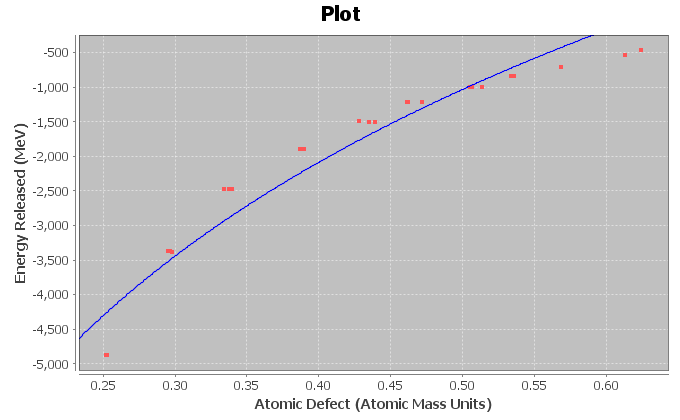 Plot
Energy Released (MeV)
-500
-1,000
-1,500
-2,000
-2,500
-3,000
-3,500
-4,000
-4,500
-5,000
0.25 0.30 0.35 0.40 0.45 0.50 0.55 0.60
Atomic Defect (Atomic Mass Units)